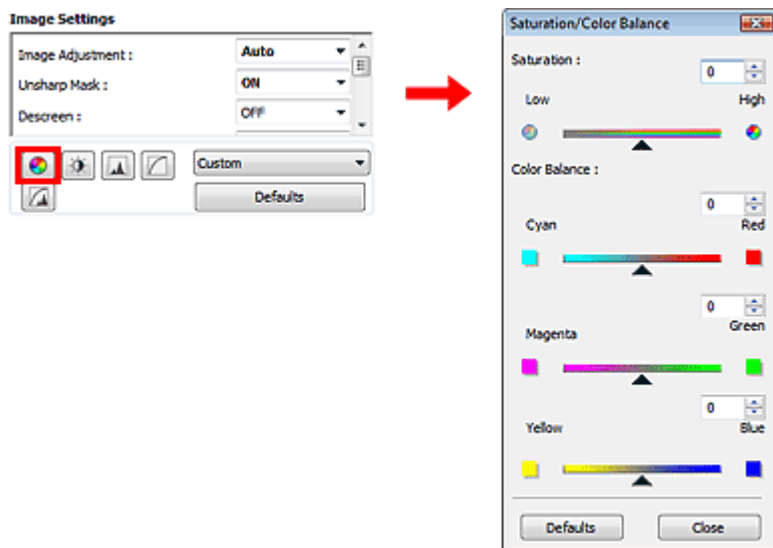 Image Settings
Image Adjustment : Auto
Unsharp Mask : ON
Descreen : OFF
Custom
Defaults
Saturation/Color Balance
Saturation :
0
Low High
Color Balance :
0
Cyan Red
0
Magenta Green
0
Yellow Blue
Defaults Close